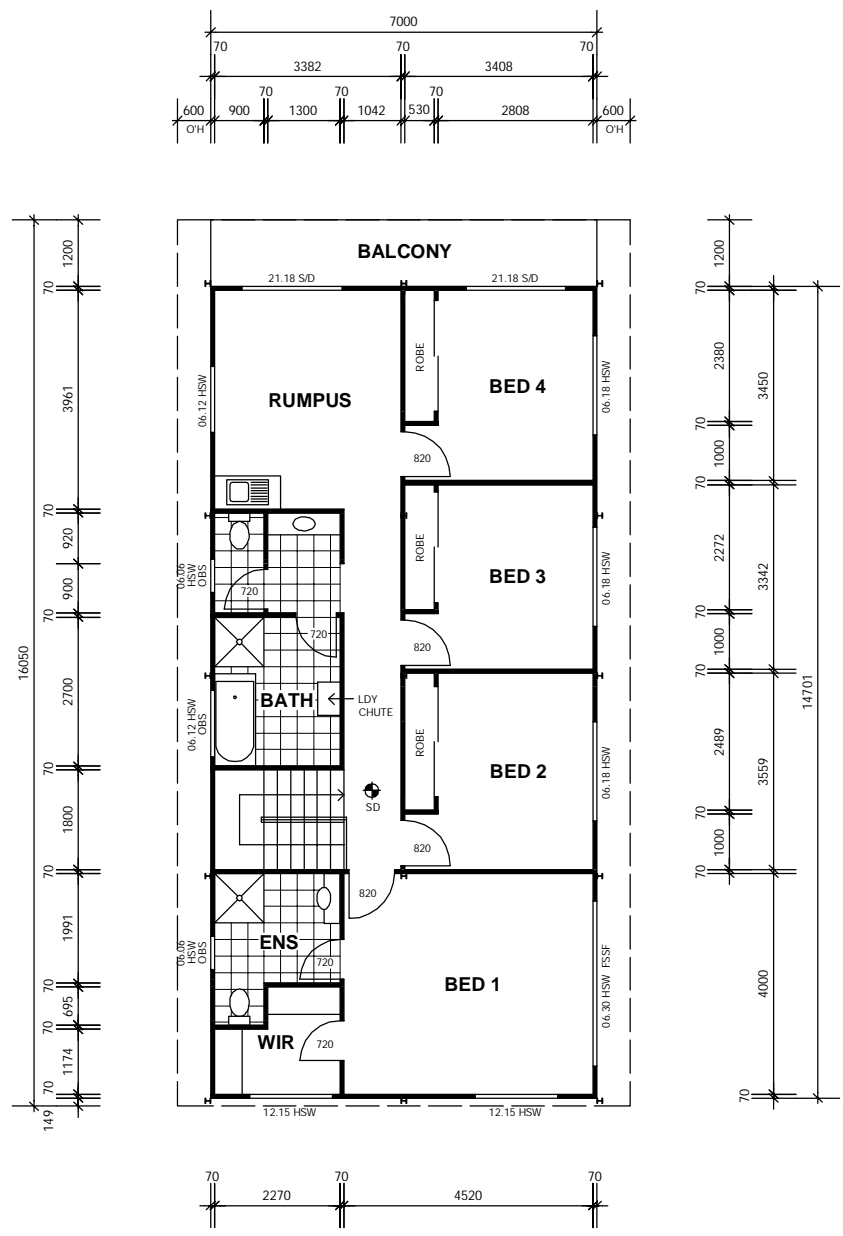 7000
70 70 70
3382 3408
70 70 70
600 900 1300 1042 530 2808 600
O'H O'H
BALCONY
21.18 S/D 21.18 S/D
1200
70
3961
70
920
900
70
2700
70
1800
70
1991
70
695
70
1174
70
149
16050
06.12 HSW
RUMPUS
ROBE
BED 4
06.18 HSW
820
06.06
HSW
OBS
720
720
ROBE
BED 3
06.18 HSW
820
06.12 HSW
OBS
BATH
LDY
CHUTE
ROBE
BED 2
06.18 HSW
SD
820
820
06.06
HSW
OBS
ENS
720
BED 1
06.30 HSW FSSF
WIR
720
12.15 HSW 12.15 HSW
1200
70
2380
70
1000
70
2272
70
1000
70
2489
70
1000
70
3450
3342
3559
4000
70
14701
70 70 70
2270 4520